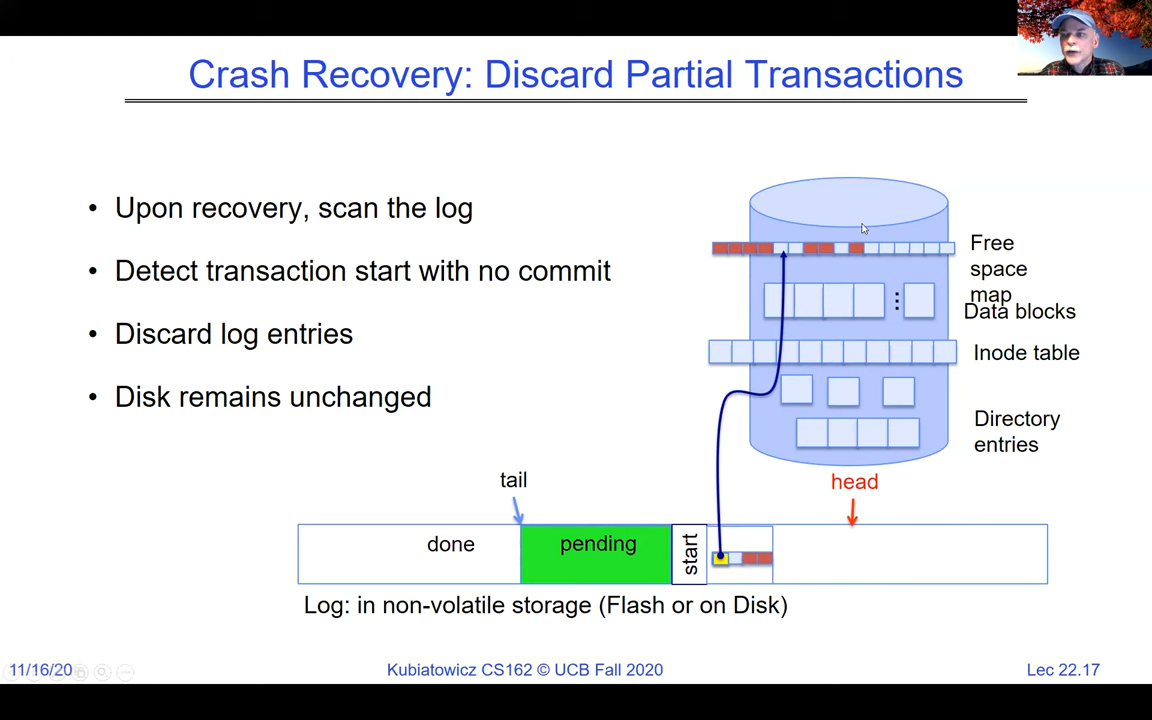 Crash Recovery: Discard Partial Transactions
• Upon recovery, scan the log
• Detect transaction start with no commit
• Discard log entries
• Disk remains unchanged
Free
space
map
Data blocks
Inode table
Directory
entries
tail
head
done
pending
start
Log: in non-volatile storage (Flash or on Disk)
11/16/20
Kubiatowicz CS162 © UCB Fall 2020
Lec 22.17